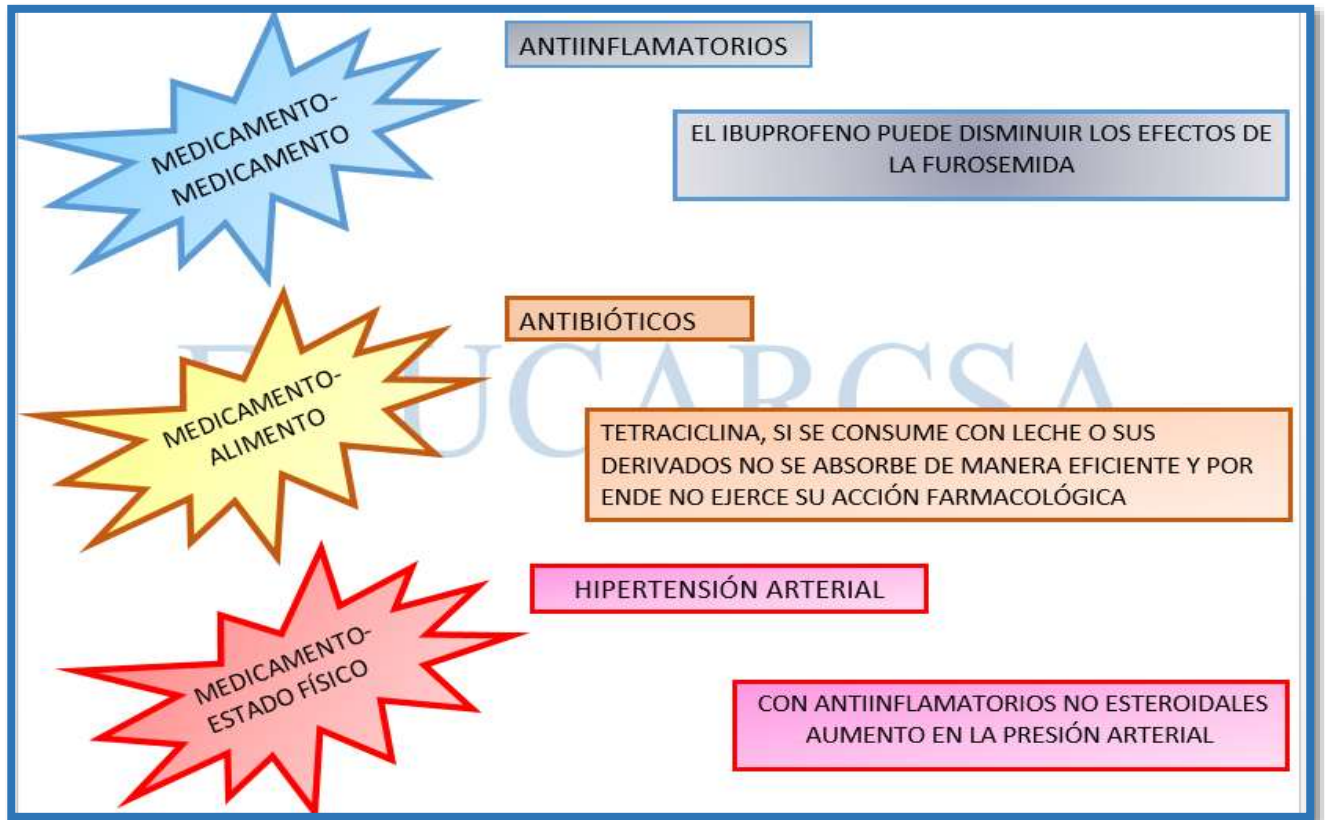 MEDICAMENTO-
MEDICAMENTO
ANTIINFLAMATORIOS
EL IBUPROFENO PUEDE DISMINUIR LOS EFECTOS DE
LA FUROSEMIDA
MEDICAMENTO-
ALIMENTO
ANTIBIÓTICOS
TETRACICLINA, SI SE CONSUME CON LECHE O SUS
DERIVADOS NO SE ABSORBE DE MANERA EFICIENTE Y POR
ENDE NO EJERCE SU ACCIÓN FARMACOLÓGICA
MEDICAMENTO-
ESTADO FÍSICO
HIPERTENSIÓN ARTERIAL
CON ANTIINFLAMATORIOS NO ESTEROIDALES
AUMENTO EN LA PRESIÓN ARTERIAL